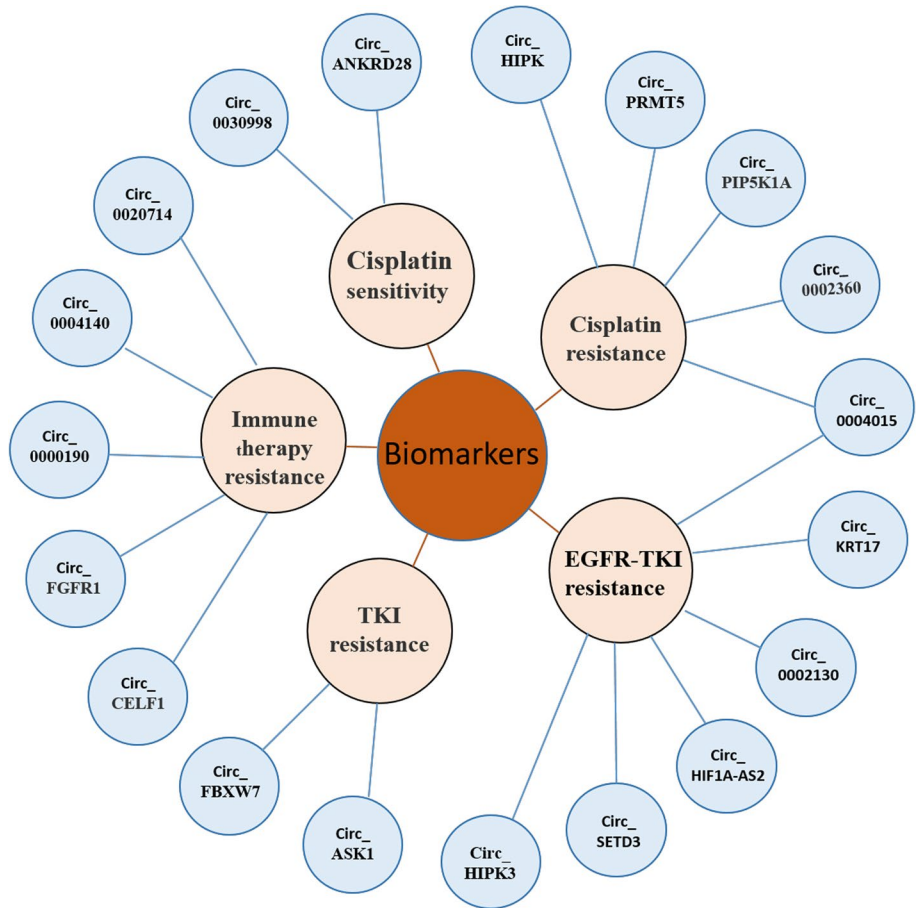 Circ_
HIPK
Circ_
ANKRD28
Circ_
PRMT5
Circ_
0030998
Circ_
PIP5K1A
Circ_
0020714
Cisplatin
sensitivity
Circ_
0002360
Circ_
0004140
Cisplatin
resistance
Circ_
0004015
Immune
therapy
resistance
Circ_
0000190
Biomarkers
Circ_
KRT17
EGFR-TKI
resistance
Circ_
FGFR1
TKI
resistance
Circ_
0002130
Circ_
CELF1
Circ_
HIF1A-AS2
Circ_
FBXW7
Circ_
SETD3
Circ_
ASK1
Circ_
HIPK3